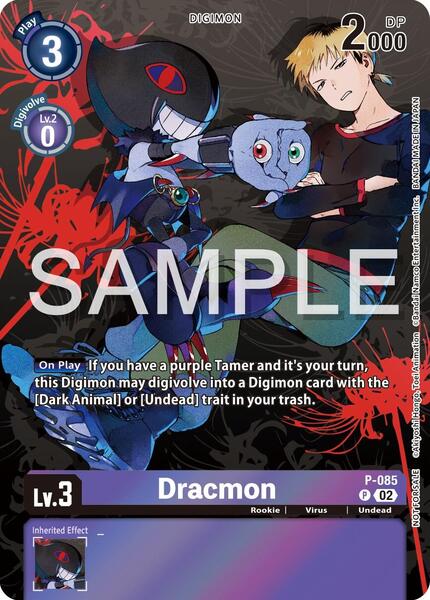 DIGIMON
Play
3
DP
2000
Digivolve
Lv.2
0
SAMPLE
On Play If you have a purple Tamer and it's your turn,
this Digimon may digivolve into a Digimon card with the
[Dark Animal] or [Undead] trait in your trash.
©Akiyoshi Hongo, Toei Animation ©Bandai Namco Entertainment Inc. BANDAI MADE IN JAPAN
NOT FOR SALE
Lv.3
Dracmon
P-085
P 02
Rookie | Virus | Undead
Inherited Effect
–